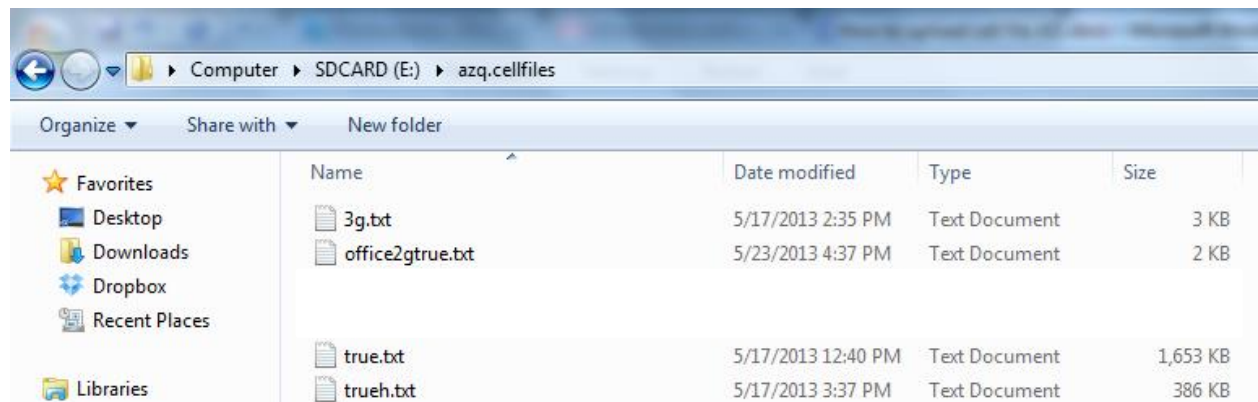 Computer ▸ SDCARD (E:) ▸ azq.cellfiles
Organize Share with New folder
Name Date modified Type Size
Favorites
Desktop 3g.txt 5/17/2013 2:35 PM Text Document 3 KB
Downloads office2gtrue.txt 5/23/2013 4:37 PM Text Document 2 KB
Dropbox
Recent Places
true.txt 5/17/2013 12:40 PM Text Document 1,653 KB
Libraries trueh.txt 5/17/2013 3:37 PM Text Document 386 KB